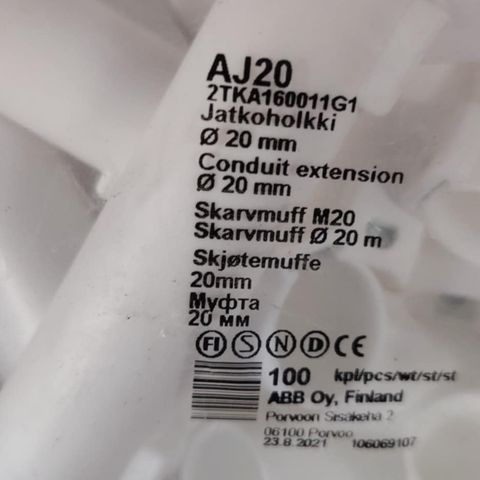 AJ20
2TKA160011G1
Jatkoholkki
Ø 20 mm
Conduit extension
Ø 20 mm
Skarvmuff M20
Skarvmuff Ø 20 m
Skjøtemuffe
20mm
Муфта
20 мм
FI S N D CE
100 kpl/pcs/wt/st/st
ABB Oy, Finland
Porvoon Sisäkehä 2
06100 Porvoo
23.8.2021 106069107